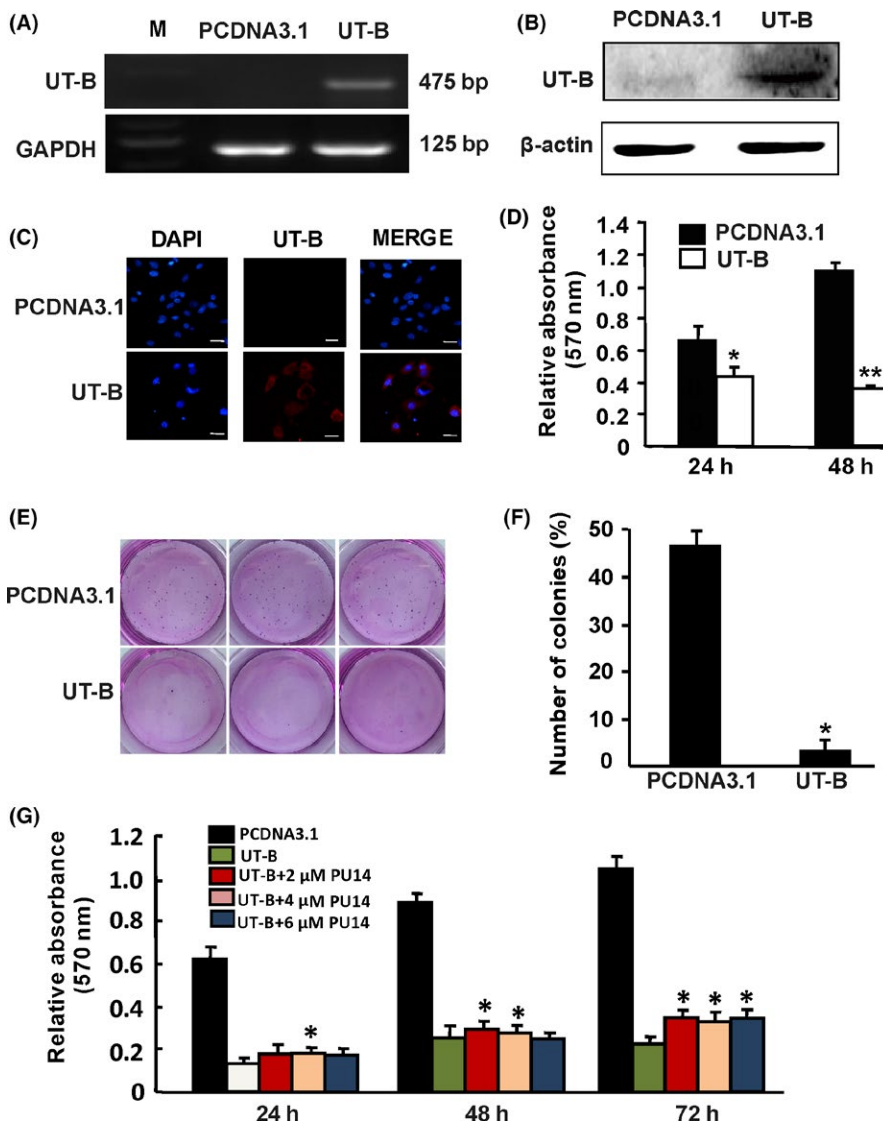 (A)
M PCDNA3.1 UT-B
UT-B 475 bp
GAPDH 125 bp
(B)
PCDNA3.1 UT-B
UT-B
β-actin
(C)
DAPI UT-B MERGE
PCDNA3.1
UT-B
(D)
Relative absorbance
(570 nm)
1.4
1.2
1.0
0.8
0.6
0.4
0.2
0
PCDNA3.1
UT-B
*
**
24 h 48 h
(E)
PCDNA3.1
UT-B
(F)
Number of colonies (%)
50
40
30
20
10
0
*
PCDNA3.1 UT-B
(G)
Relative absorbance
(570 nm)
1.2
1.0
0.8
0.6
0.4
0.2
0
PCDNA3.1
UT-B
UT-B+2 μM PU14
UT-B+4 μM PU14
UT-B+6 μM PU14
*
* *
* * *
24 h 48 h 72 h